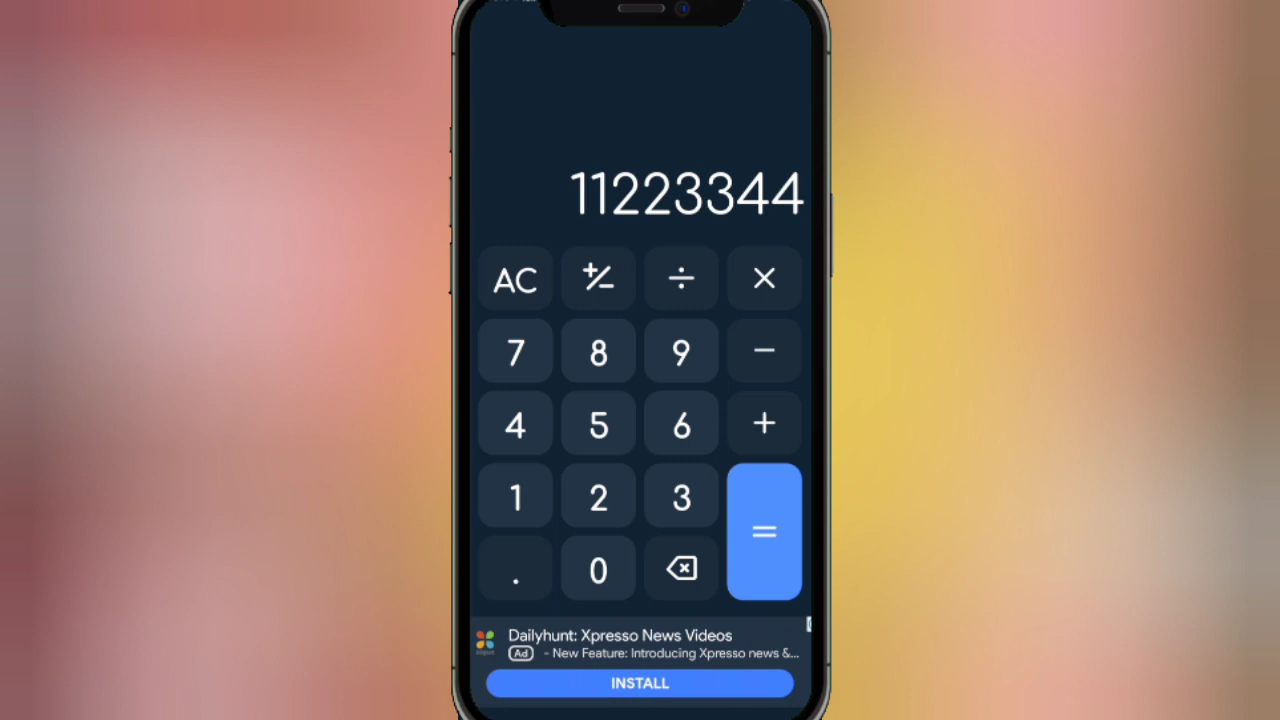 11223344
AC +/− ÷ ×
7 8 9 −
4 5 6 +
1 2 3 =
. 0
Dailyhunt: Xpresso News Videos
Ad - New Feature: Introducing Xpresso news &...
INSTALL